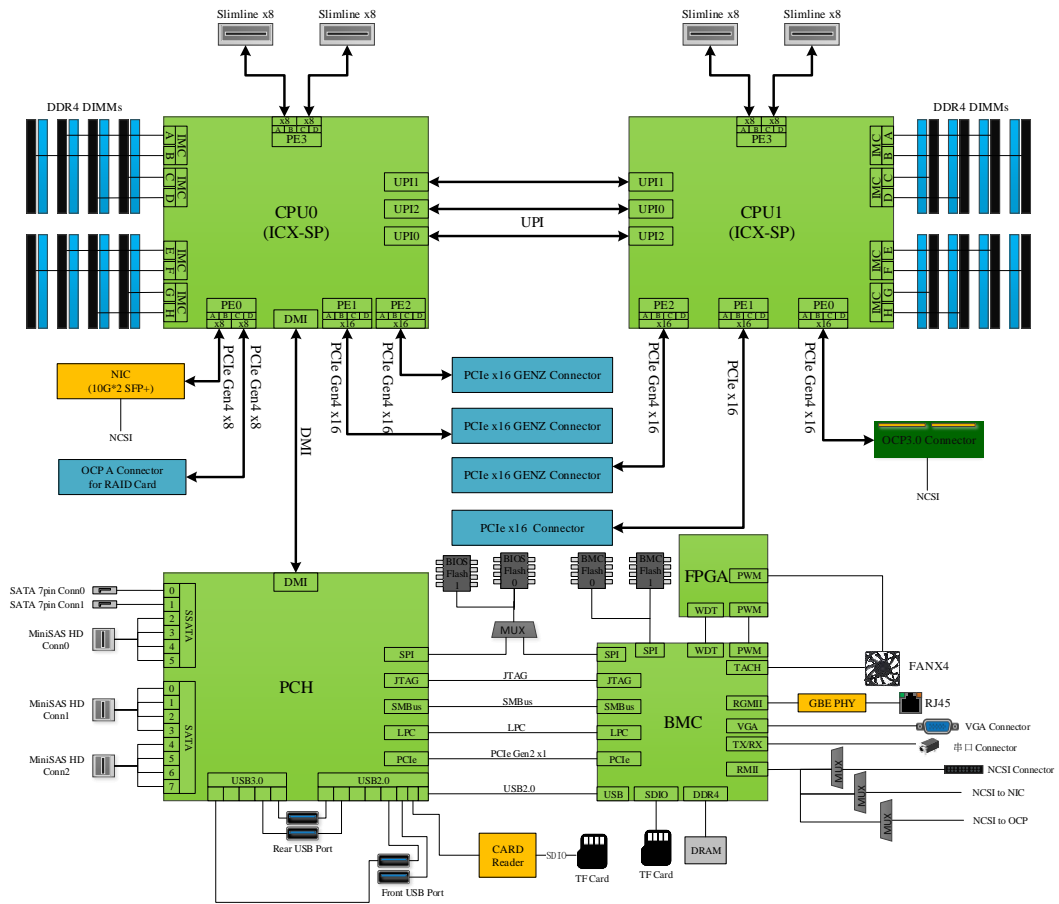 Slimline x8
Slimline x8
Slimline x8
Slimline x8
DDR4 DIMMs
DDR4 DIMMs
x8 x8
A B C D
PE3
x8 x8
A B C D
PE3
A
B
IMC
C
D
IMC
E
F
IMC
G
H
IMC
CPU0
(ICX-SP)
UPI1
UPI2
UPI0
UPI
UPI1
UPI0
UPI2
CPU1
(ICX-SP)
IMC
A
B
IMC
C
D
IMC
E
F
IMC
G
H
PE0
A B C D
x8 x8
DMI
PE1
A B C D
x16
PE2
A B C D
x16
PE2
A B C D
x16
PE1
A B C D
x16
PE0
A B C D
x16
PCIe Gen4 x8
PCIe Gen4 x8
DMI
PCIe Gen4 x16
PCIe Gen4 x16
PCIe Gen4 x16
PCIe x16
PCIe Gen4 x16
NIC
(10G*2 SFP+)
NCSI
OCP A Connector
for RAID Card
PCIe x16 GENZ Connector
PCIe x16 GENZ Connector
PCIe x16 GENZ Connector
PCIe x16 Connector
OCP3.0 Connector
NCSI
BIOS
Flash
1
BIOS
Flash
0
BMC
Flash
0
BMC
Flash
1
MUX
FPGA
PWM
WDT
PWM
SATA 7pin Conn0
SATA 7pin Conn1
MiniSAS HD
Conn0
MiniSAS HD
Conn1
MiniSAS HD
Conn2
0
1
2
3
4
5
SSATA
0
1
2
3
4
5
6
7
SATA
DMI
PCH
SPI
JTAG
SMBus
LPC
PCIe
USB3.0
USB2.0
JTAG
SMBus
LPC
PCIe Gen2 x1
USB2.0
SPI
SPI
WDT
PWM
JTAG
SMBus
LPC
PCIe
USB
SDIO
DDR4
BMC
TACH
RGMII
VGA
TX/RX
RMII
FANX4
GBE PHY
RJ45
VGA Connector
串口 Connector
MUX
NCSI Connector
MUX
NCSI to NIC
MUX
NCSI to OCP
Rear USB Port
Front USB Port
CARD
Reader
SDIO
TF Card
TF Card
DRAM